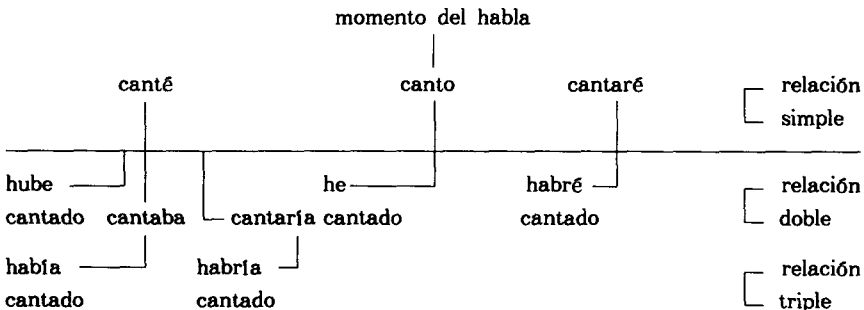 momento del habla
canté canto cantaré relación
simple
hube he habré relación
cantado cantaba cantaría cantado cantado doble
había habría relación
cantado cantado triple